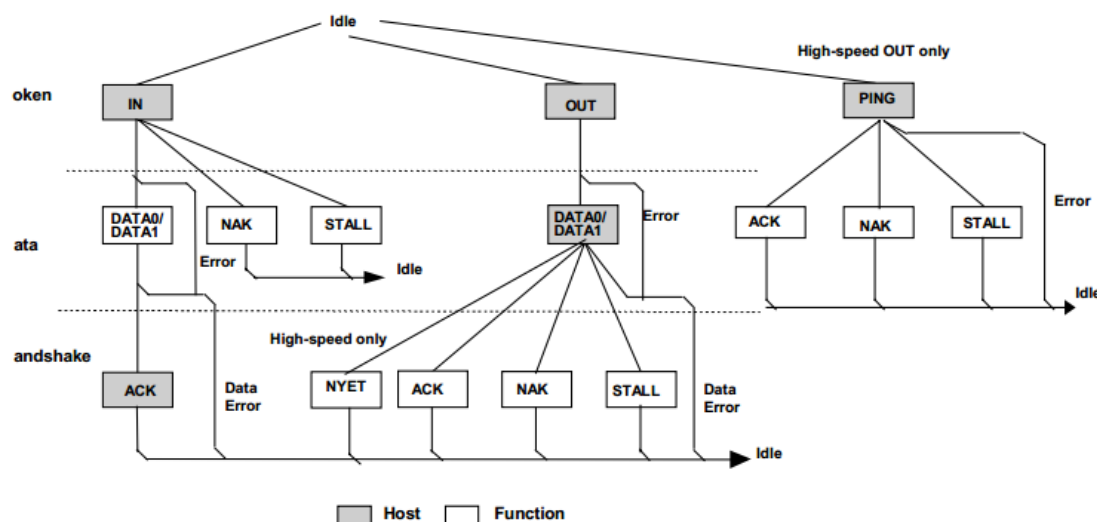 Idle
High-speed OUT only
oken
IN
OUT
PING
DATA0/
DATA1
NAK
STALL
DATA0/
DATA1
Error
ACK
NAK
STALL
Error
ata
Error
Idle
Idle
High-speed only
andshake
ACK
Data
Error
NYET
ACK
NAK
STALL
Data
Error
Idle
Host
Function